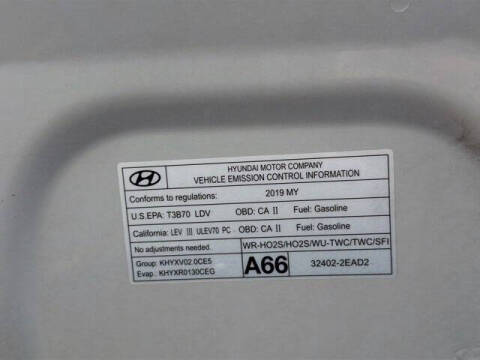 HYUNDAI MOTOR COMPANY
VEHICLE EMISSION CONTROL INFORMATION
Conforms to regulations: 2019 MY
U.S.EPA: T3B70 LDV OBD: CA II Fuel: Gasoline
California: LEV III ULEV70 PC OBD: CA II Fuel: Gasoline
No adjustments needed. WR-HO2S/HO2S/WU-TWC/TWC/SFI
Group: KHYXV02.0CE5
Evap.: KHYXR0130CEG
A66 32402-2EAD2